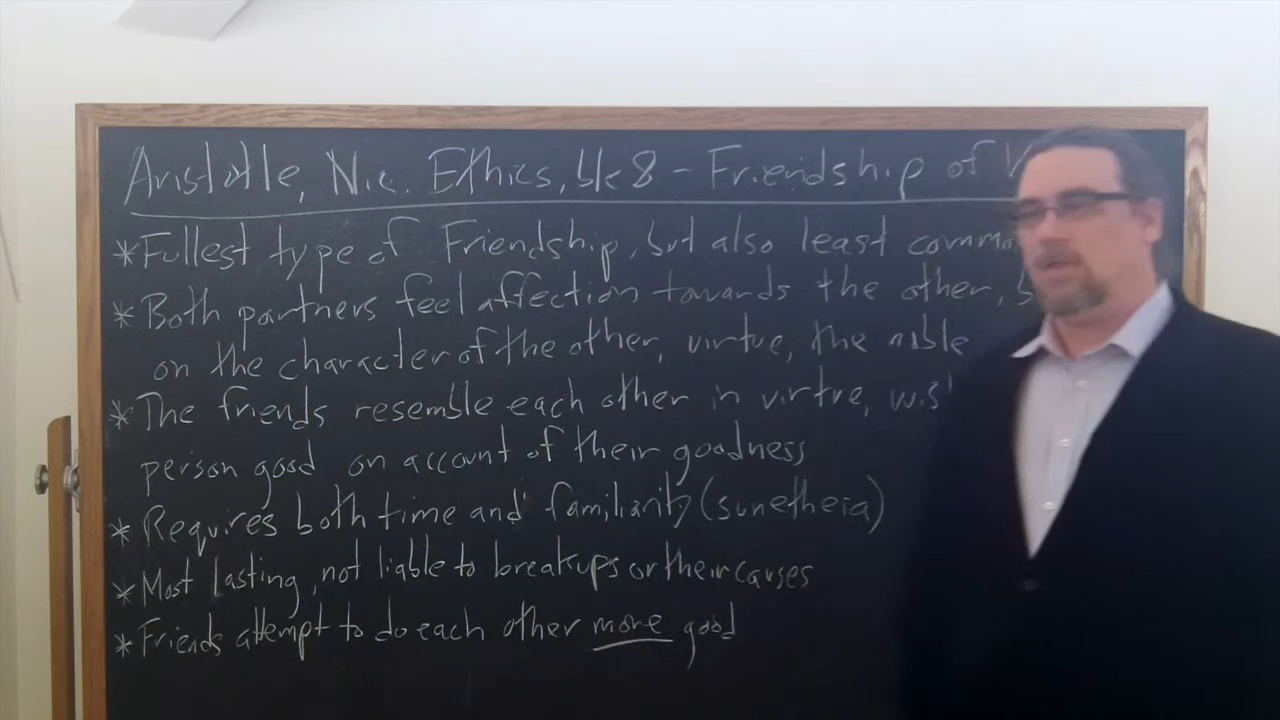 Aristotle, Nic. Ethics, bk 8 - Friendship of V
*Fullest type of Friendship, but also least commo
*Both partners feel affection towards the other, b
on the character of the other, virtue, the noble
*The friends resemble each other in virtue, wis
person good on account of their goodness
*Requires both time and familiarity (sunetheia)
*Most lasting, not liable to breakups or their causes
*Friends attempt to do each other more good